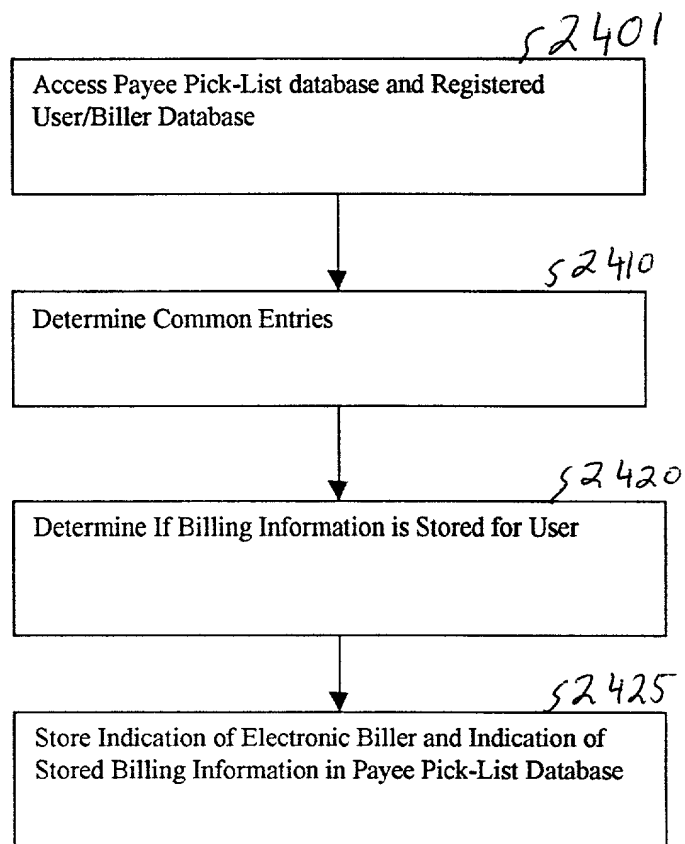 2401
Access Payee Pick-List database and Registered
User/Biller Database
2410
Determine Common Entries
2420
Determine If Billing Information is Stored for User
2425
Store Indication of Electronic Biller and Indication of
Stored Billing Information in Payee Pick-List Database